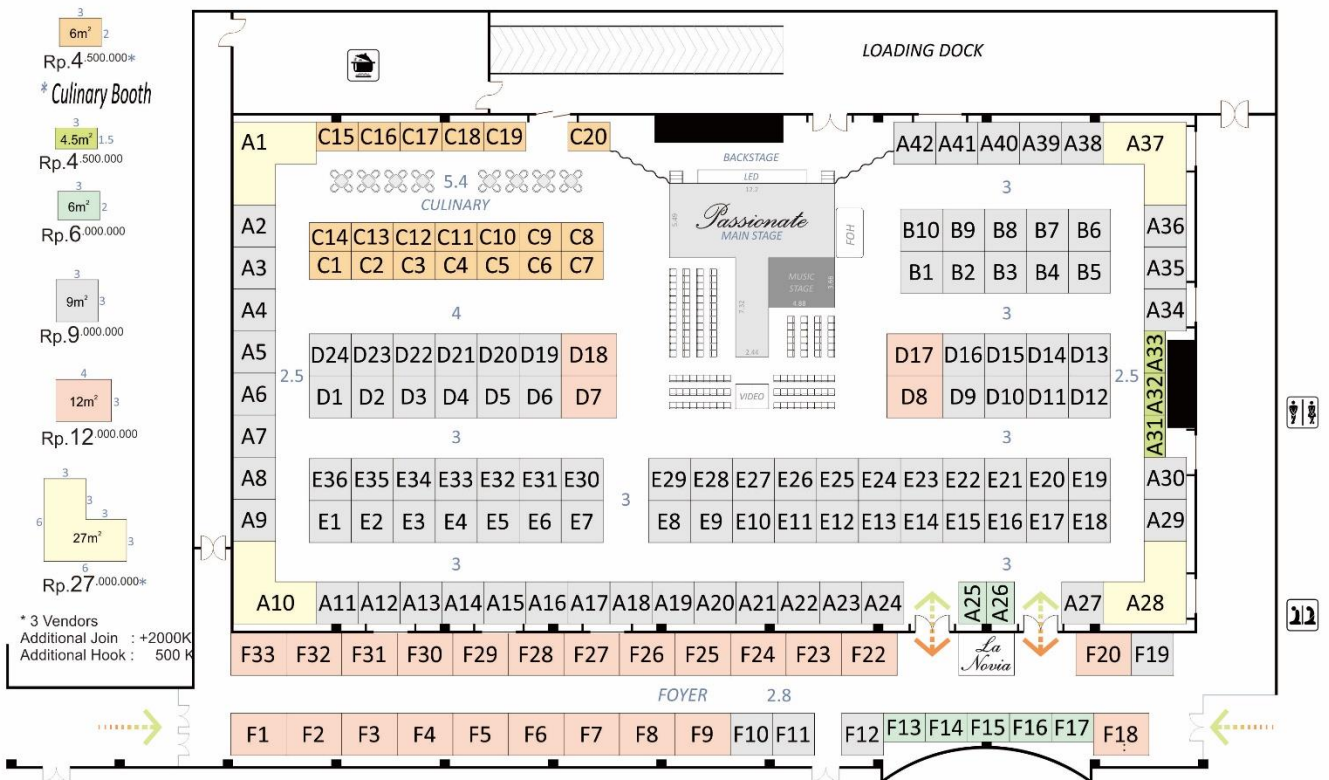 3
6m² 2
Rp.4.500.000*
* Culinary Booth
3
4.5m² 1.5
Rp.4.500.000
3
6m² 2
Rp.6.000.000
9m² 3
Rp.9.000.000
4
12m² 3
Rp.12.000.000
3
3
3
6
27m² 3
6
Rp.27.000.000*
* 3 Vendors
Additional Join : +2000K
Additional Hook : 500 K
LOADING DOCK
A1 C15 C16 C17 C18 C19 C20 A42 A41 A40 A39 A38 A37
BACKSTAGE
LED
12.2
5.4
CULINARY
3
5.49
Passionate
MAIN STAGE
FOH
A2 C14 C13 C12 C11 C10 C9 C8 B10 B9 B8 B7 B6 A36
A3 C1 C2 C3 C4 C5 C6 C7 B1 B2 B3 B4 B5 A35
MUSIC
STAGE
3.66
4.88
7.32
2.44
A4 4 3 A34
A5 D24 D23 D22 D21 D20 D19 D18 D17 D16 D15 D14 D13 A33
2.5 2.5
A6 D1 D2 D3 D4 D5 D6 D7 D8 D9 D10 D11 D12 A32
VIDEO
A7 3 3 A31
A8 E36 E35 E34 E33 E32 E31 E30 E29 E28 E27 E26 E25 E24 E23 E22 E21 E20 E19 A30
3
A9 E1 E2 E3 E4 E5 E6 E7 E8 E9 E10 E11 E12 E13 E14 E15 E16 E17 E18 A29
3 3
A10 A11 A12 A13 A14 A15 A16 A17 A18 A19 A20 A21 A22 A23 A24 A25 A26 A27 A28
F33 F32 F31 F30 F29 F28 F27 F26 F25 F24 F23 F22 La Novia F20 F19
FOYER 2.8
F1 F2 F3 F4 F5 F6 F7 F8 F9 F10 F11 F12 F13 F14 F15 F16 F17 F18